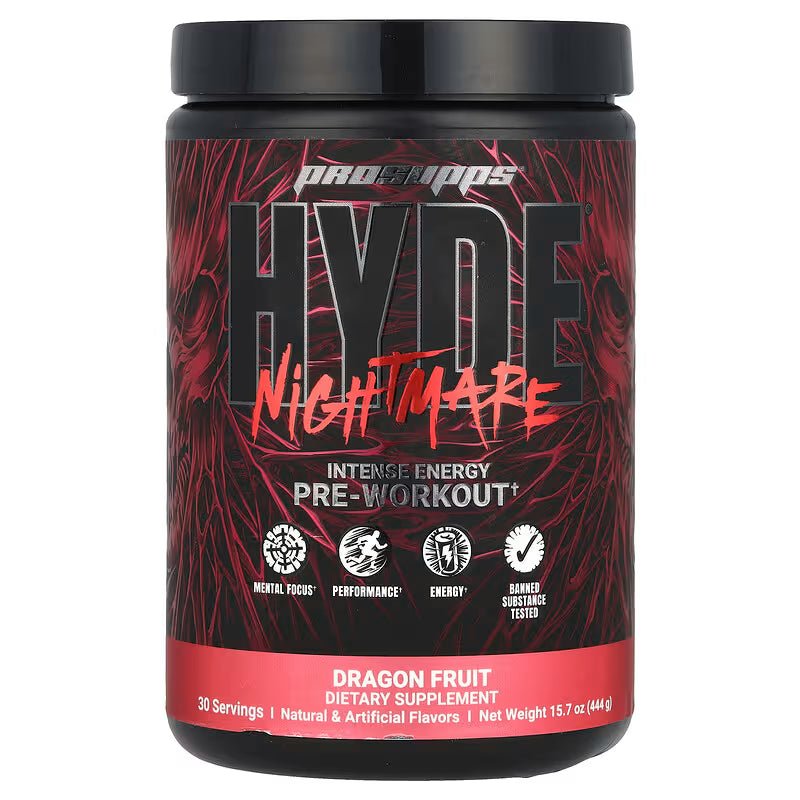 PROSUPPS®
HYDE®
NIGHTMARE
INTENSE ENERGY
PRE-WORKOUT†
MENTAL FOCUS† PERFORMANCE† ENERGY† BANNED SUBSTANCE TESTED
DRAGON FRUIT
DIETARY SUPPLEMENT
30 Servings | Natural & Artificial Flavors | Net Weight 15.7 oz (444 g)